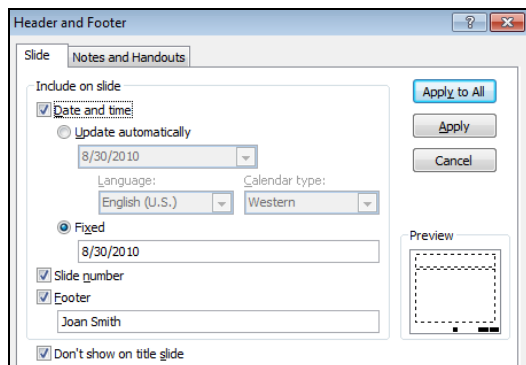 Header and Footer
Slide
Notes and Handouts
Include on slide
Date and time
Update automatically
8/30/2010
Language:
Calendar type:
English (U.S.)
Western
Fixed
8/30/2010
Slide number
Footer
Joan Smith
Don't show on title slide
Apply to All
Apply
Cancel
Preview